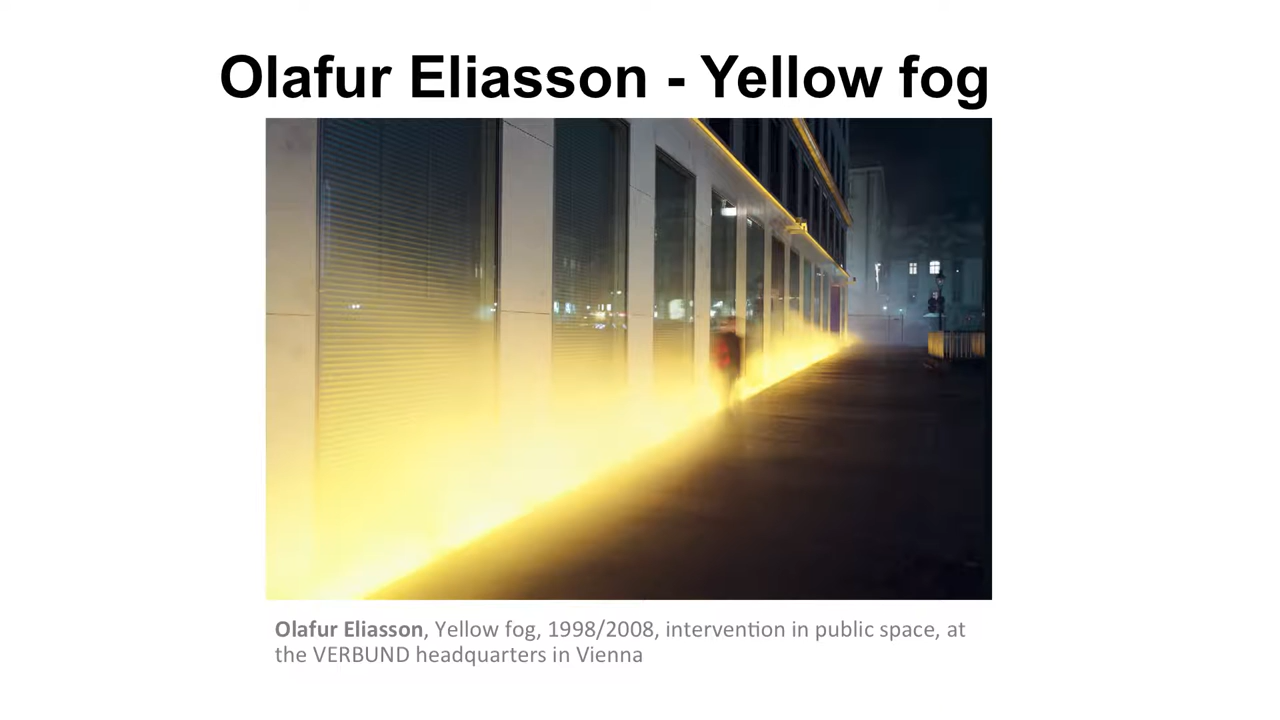 Olafur Eliasson - Yellow fog
Olafur Eliasson, Yellow fog, 1998/2008, intervention in public space, at
the VERBUND headquarters in Vienna